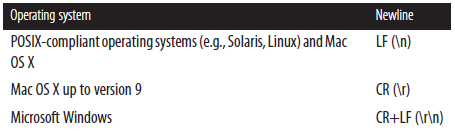 Operating system Newline
POSIX-compliant operating systems (e.g., Solaris, Linux) and Mac LF (\n)
OS X
Mac OS X up to version 9 CR (\r)
Microsoft Windows CR+LF (\r\n)